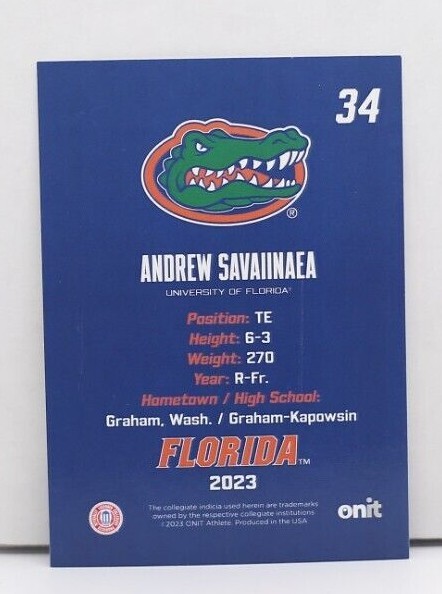 34
®
ANDREW SAVAIINAEA
UNIVERSITY OF FLORIDA®
Position: TE
Height: 6-3
Weight: 270
Year: R-Fr.
Hometown / High School:
Graham, Wash. / Graham-Kapowsin
FLORIDA™
2023
The collegiate indicia used herein are trademarks
owned by the respective collegiate institutions
©2023 ONIT Athlete. Produced in the USA
onit